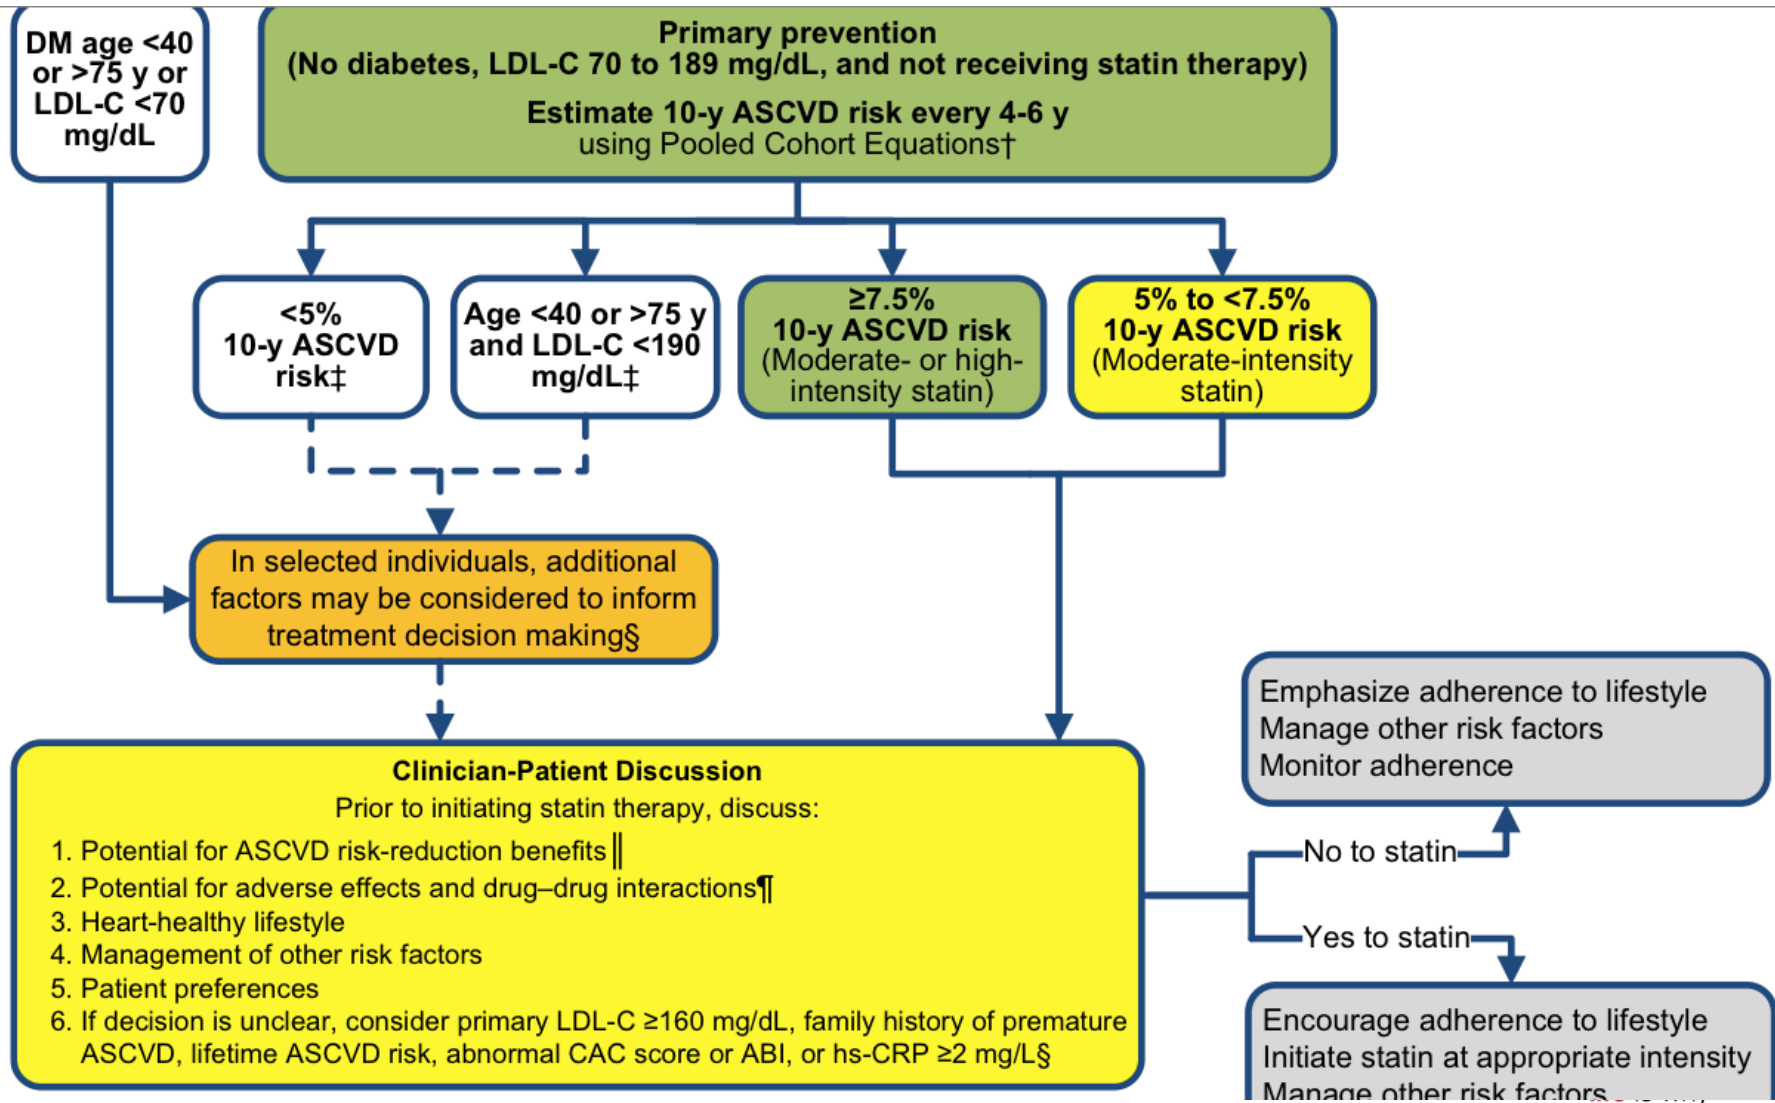 DM age <40
or >75 y or
LDL-C <70
mg/dL
Primary prevention
(No diabetes, LDL-C 70 to 189 mg/dL, and not receiving statin therapy)
Estimate 10-y ASCVD risk every 4-6 y
using Pooled Cohort Equations†
<5%
10-y ASCVD
risk‡
Age <40 or >75 y
and LDL-C <190
mg/dL‡
≥7.5%
10-y ASCVD risk
(Moderate- or high-
intensity statin)
5% to <7.5%
10-y ASCVD risk
(Moderate-intensity
statin)
In selected individuals, additional
factors may be considered to inform
treatment decision making§
Clinician-Patient Discussion
Prior to initiating statin therapy, discuss:
1. Potential for ASCVD risk-reduction benefits‖
2. Potential for adverse effects and drug–drug interactions¶
3. Heart-healthy lifestyle
4. Management of other risk factors
5. Patient preferences
6. If decision is unclear, consider primary LDL-C ≥160 mg/dL, family history of premature
ASCVD, lifetime ASCVD risk, abnormal CAC score or ABI, or hs-CRP ≥2 mg/L§
Emphasize adherence to lifestyle
Manage other risk factors
Monitor adherence
No to statin
Yes to statin
Encourage adherence to lifestyle
Initiate statin at appropriate intensity
Manage other risk factors